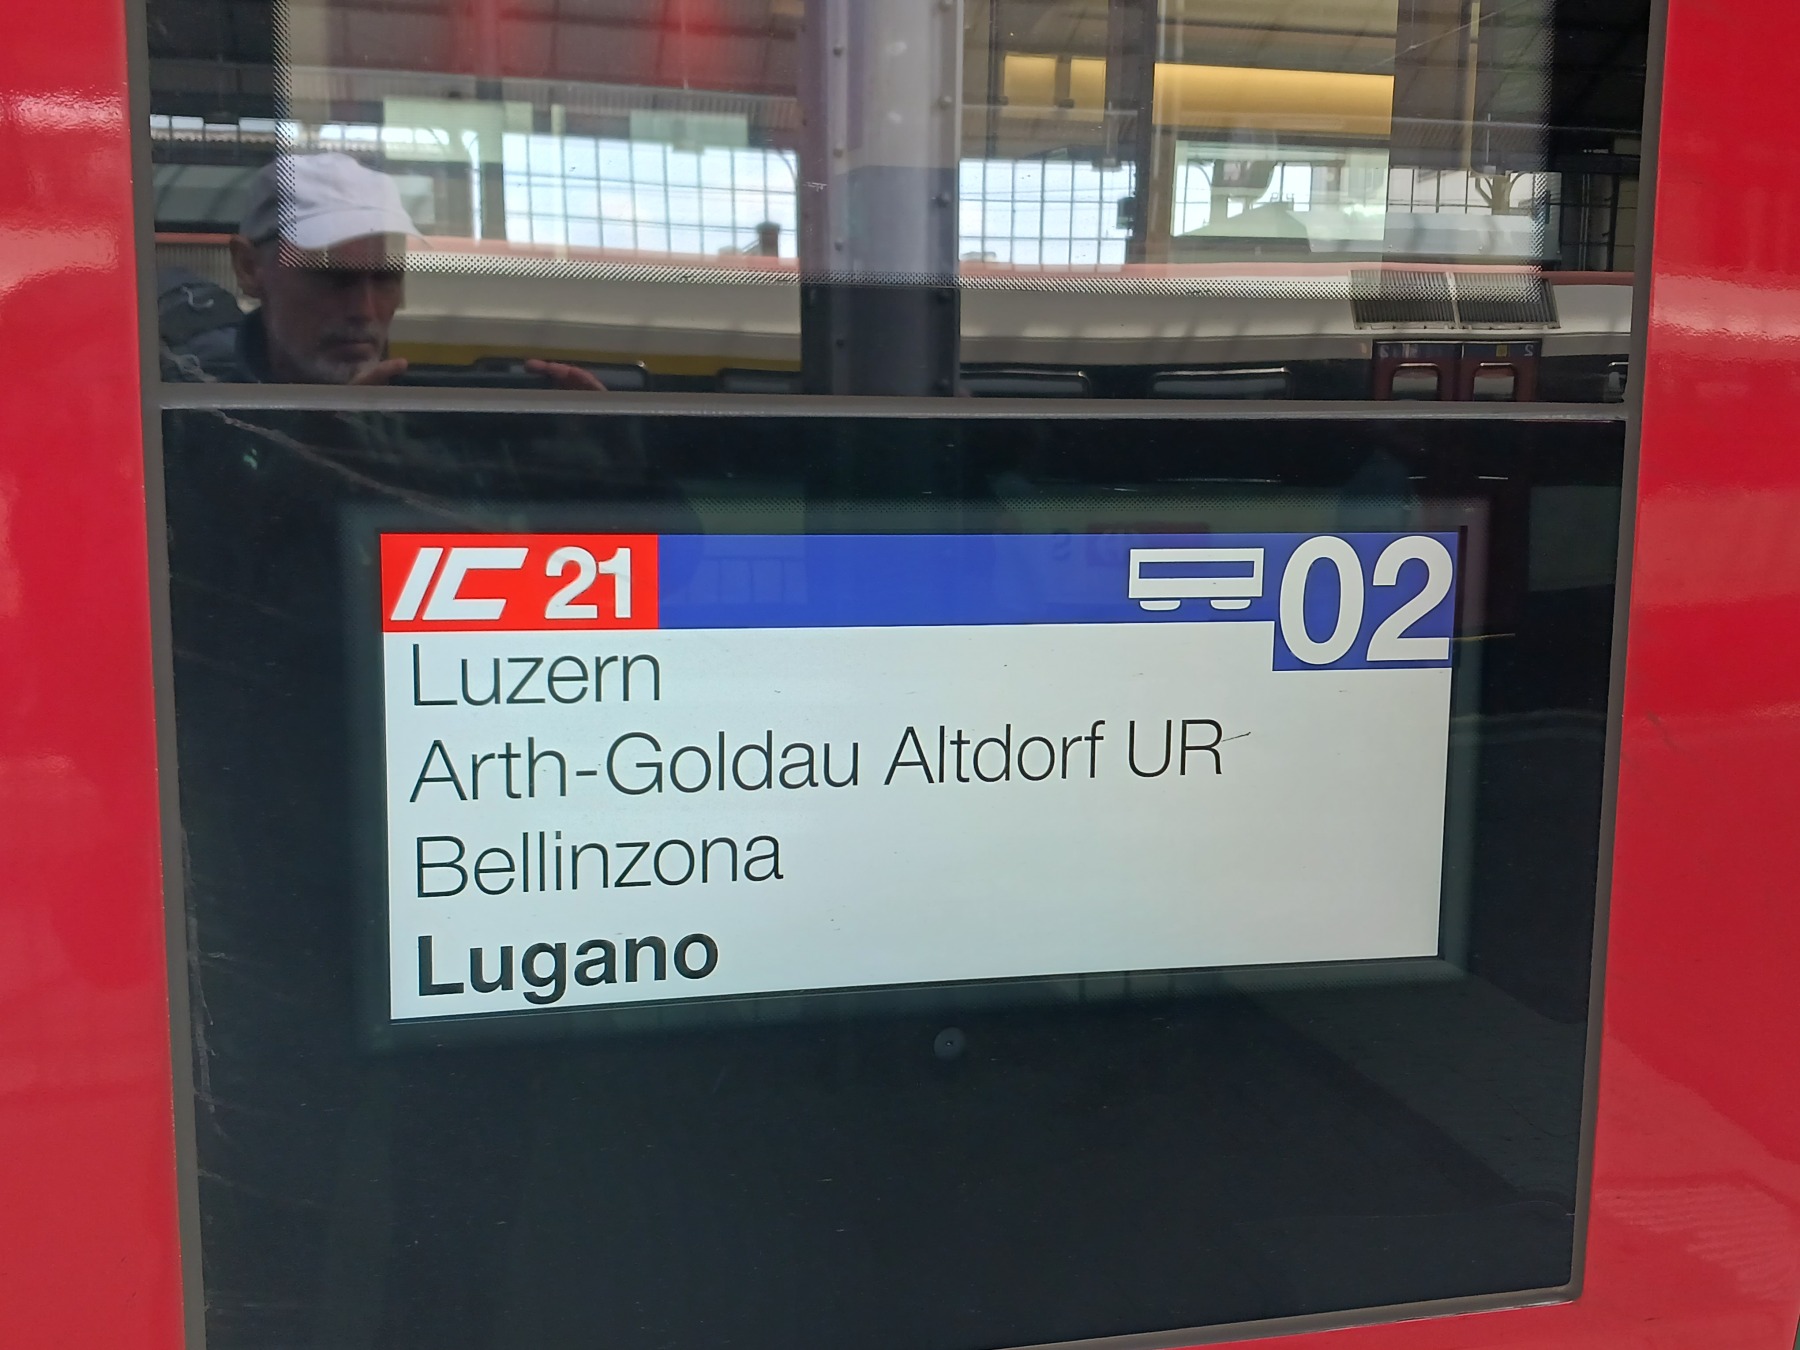 IC 21 02
Luzern
Arth-Goldau Altdorf UR
Bellinzona
Lugano